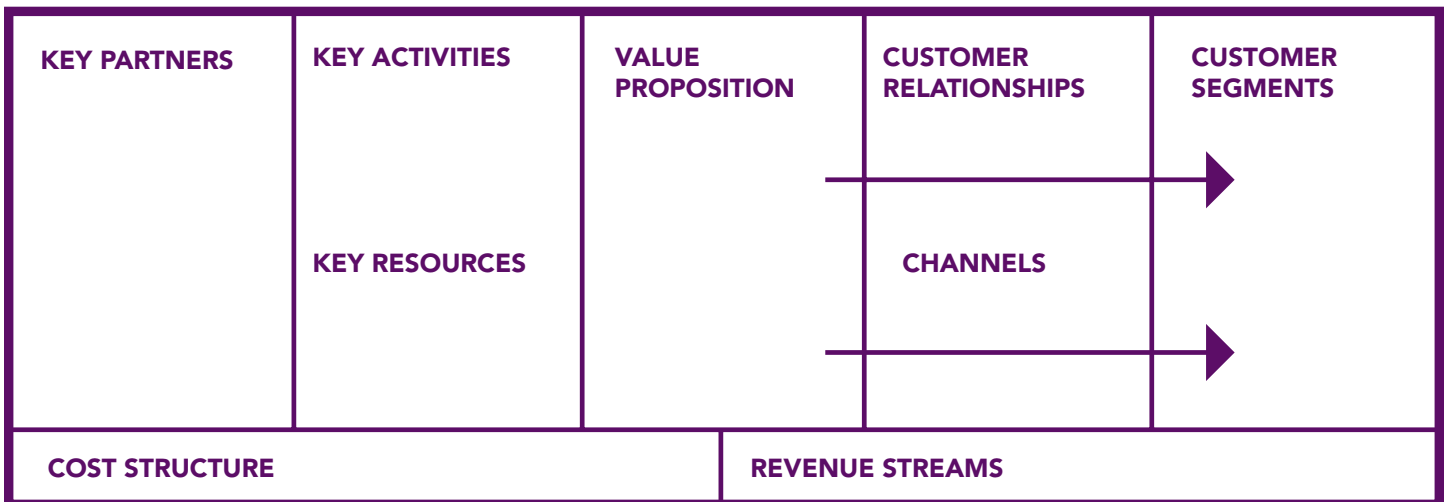 KEY PARTNERS
KEY ACTIVITIES
KEY RESOURCES
VALUE
PROPOSITION
CUSTOMER
RELATIONSHIPS
CHANNELS
CUSTOMER
SEGMENTS
COST STRUCTURE
REVENUE STREAMS